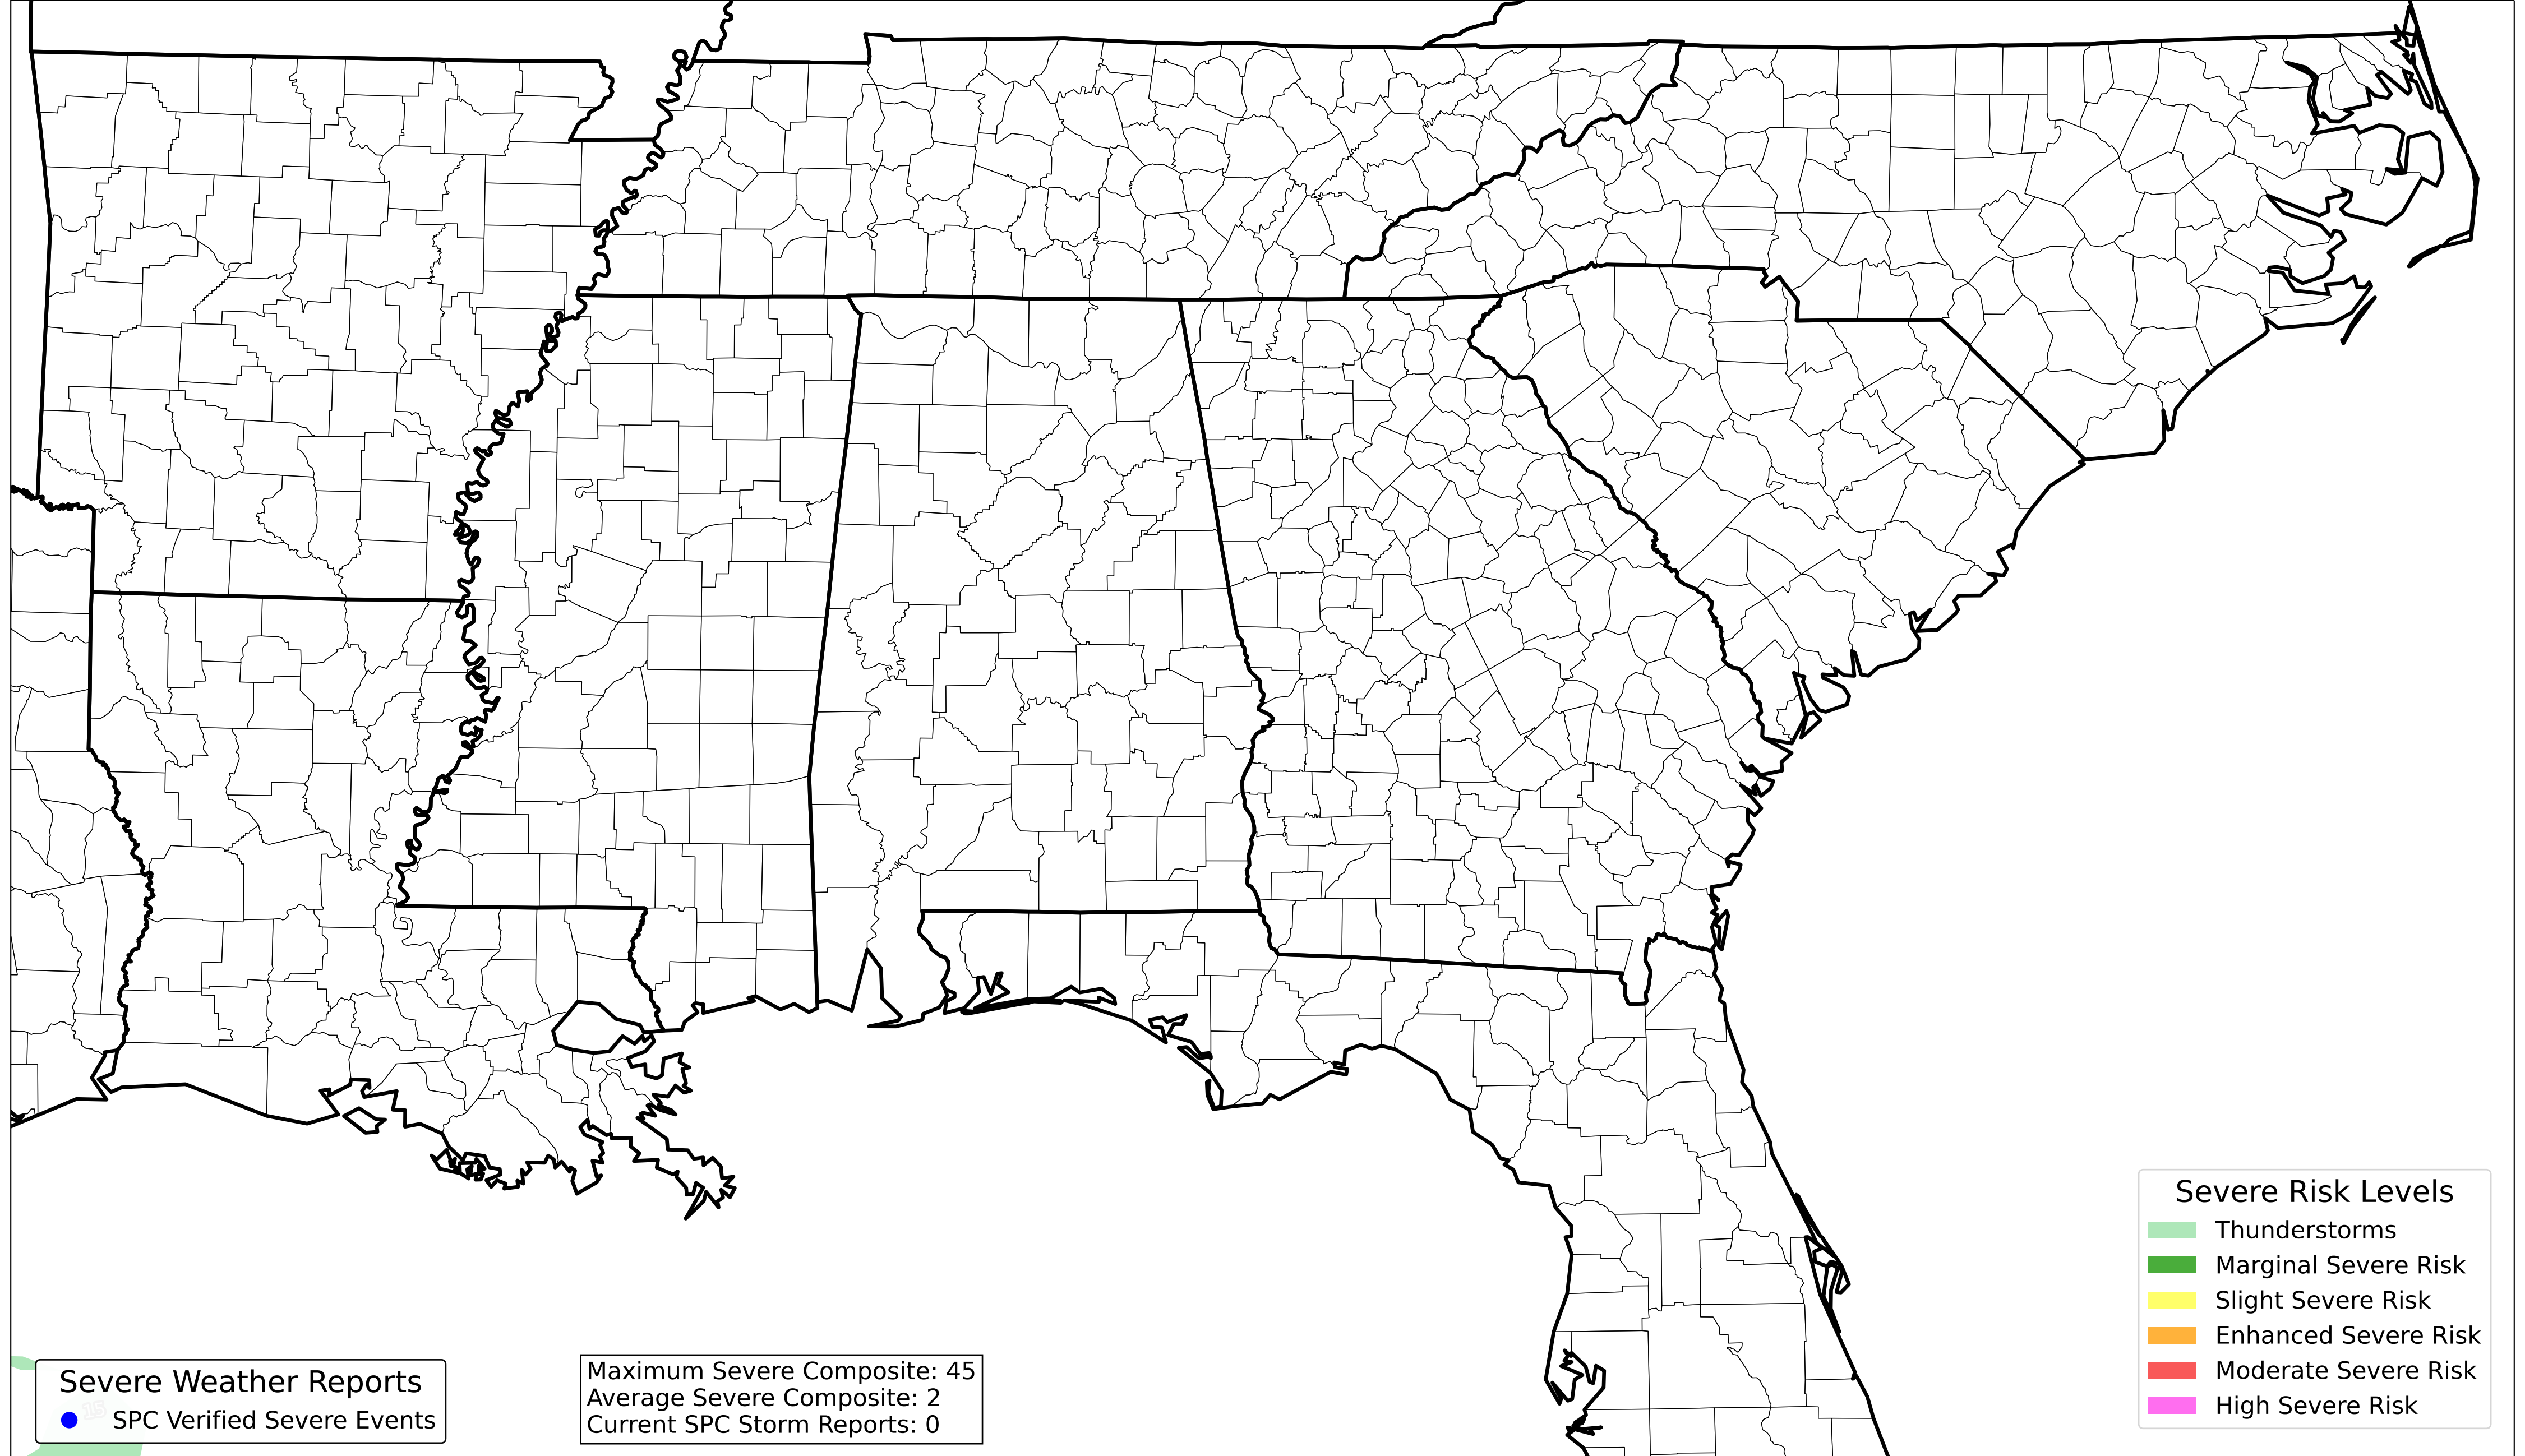 Severe Weather Reports
SPC Verified Severe Events
15
Maximum Severe Composite: 45
Average Severe Composite: 2
Current SPC Storm Reports: 0
Severe Risk Levels
Thunderstorms
Marginal Severe Risk
Slight Severe Risk
Enhanced Severe Risk
Moderate Severe Risk
High Severe Risk